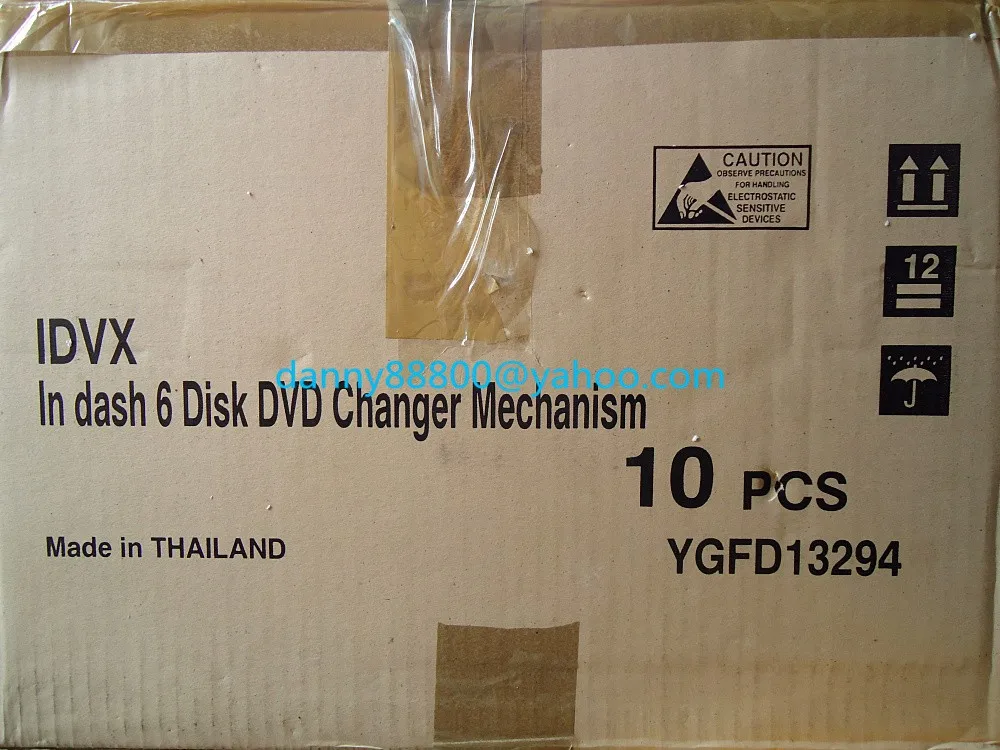 CAUTION
OBSERVE PRECAUTIONS
FOR HANDLING
ELECTROSTATIC
SENSITIVE
DEVICES
12
IDVX
danny88800@yahoo.com
In dash 6 Disk DVD Changer Mechanism
10 PCS
Made in THAILAND
YGFD13294